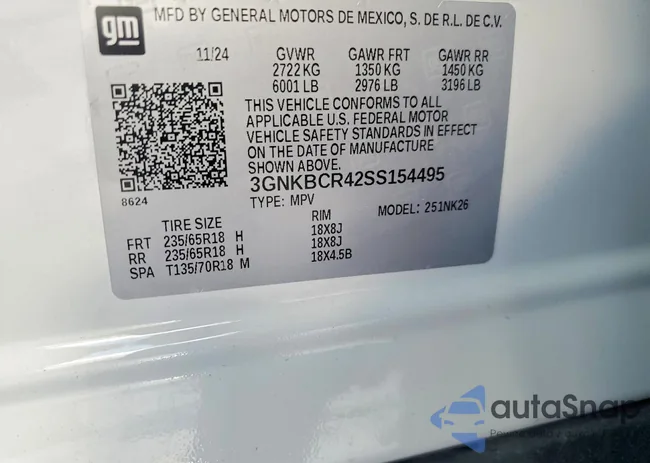 gm
MFD BY GENERAL MOTORS DE MEXICO, S. DE R.L. DE C.V.
11/24 GVWR GAWR FRT GAWR RR
2722 KG 1350 KG 1450 KG
6001 LB 2976 LB 3196 LB
THIS VEHICLE CONFORMS TO ALL
APPLICABLE U.S. FEDERAL MOTOR
VEHICLE SAFETY STANDARDS IN EFFECT
ON THE DATE OF MANUFACTURE
SHOWN ABOVE.
3GNKBCR42SS154495
8624 TYPE: MPV MODEL: 251NK26
TIRE SIZE RIM
FRT 235/65R18 H 18X8J
RR 235/65R18 H 18X8J
SPA T135/70R18 M 18X4.5B
autoSnap